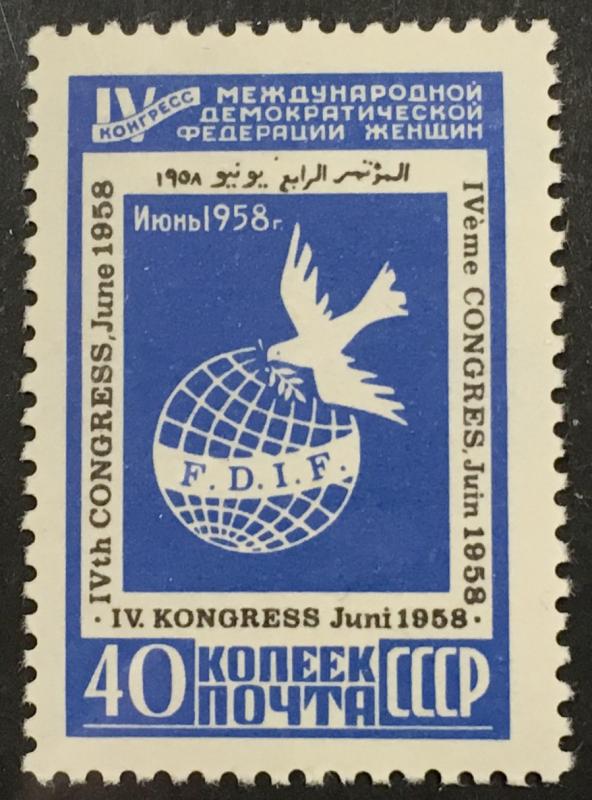 IV КОНГРЕСС
МЕЖДУНАРОДНОЙ
ДЕМОКРАТИЧЕСКОЙ
ФЕДЕРАЦИИ ЖЕНЩИН
المؤتمر الرابع يونيو ١٩٥٨
IVth CONGRESS, June 1958
IVème CONGRES, Juin 1958
Июнь 1958 г.
F. D. I. F.
· IV. KONGRESS Juni 1958 ·
40 КОПЕЕК ПОЧТА СССР